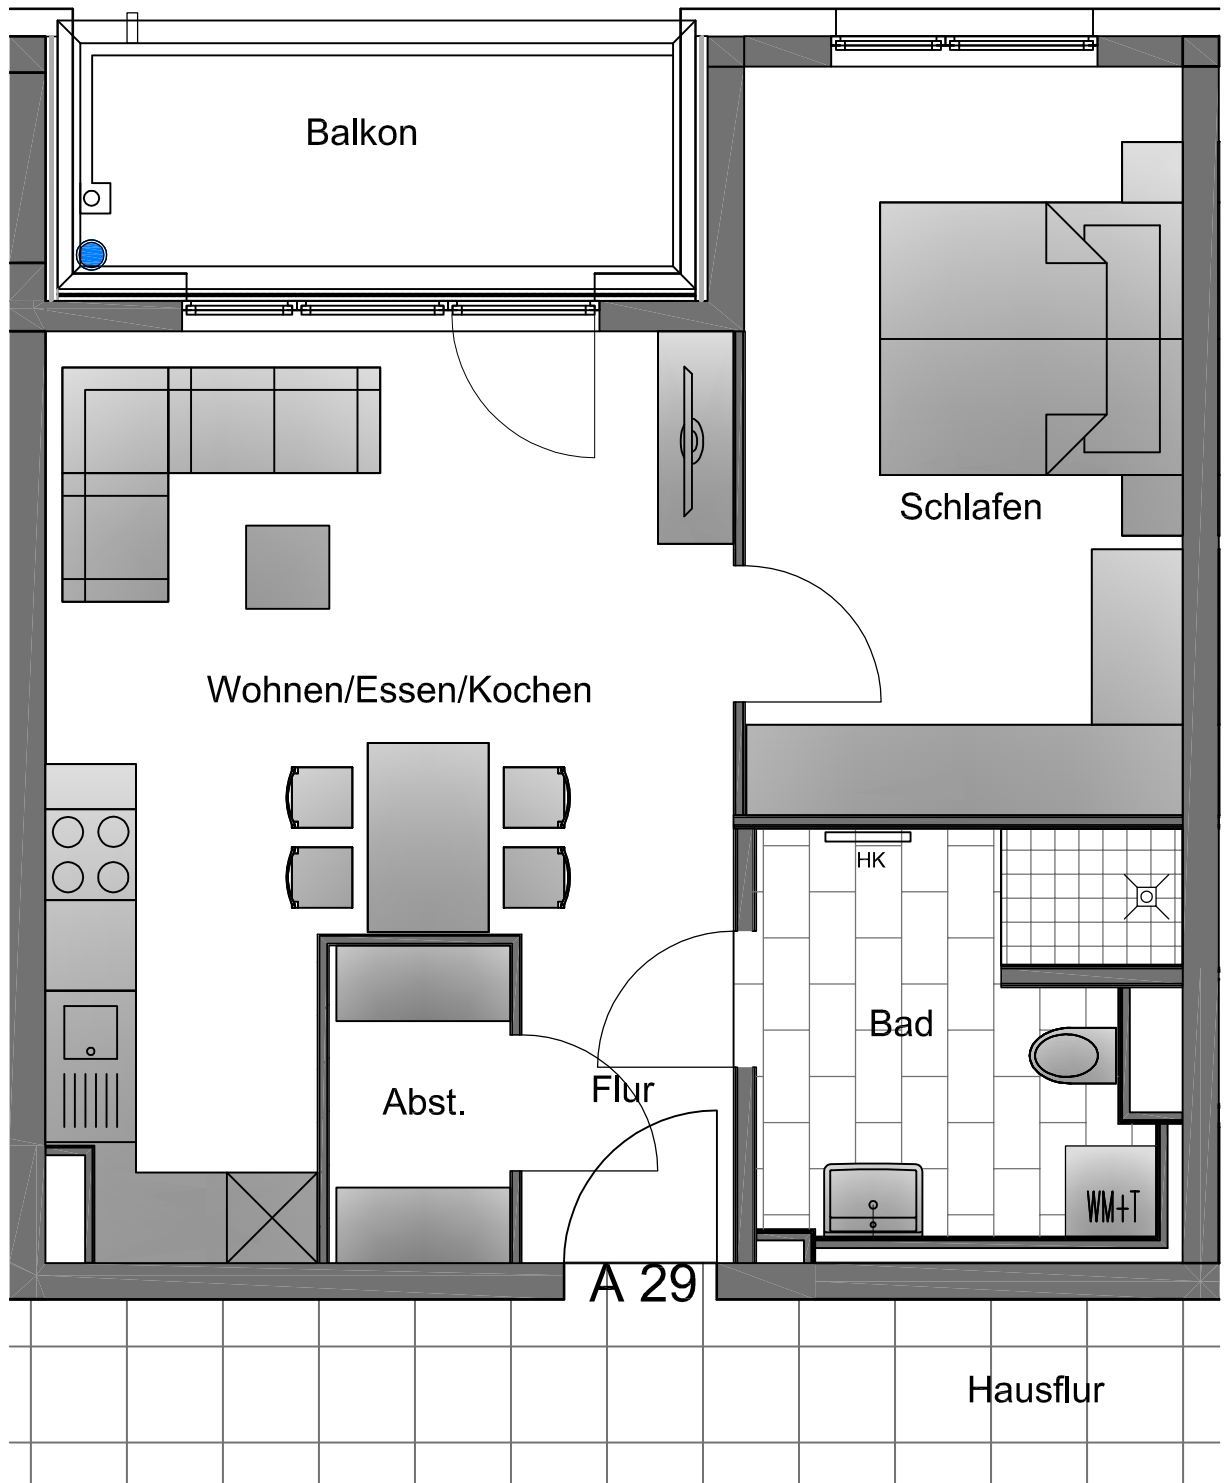 Balkon
Schlafen
Wohnen/Essen/Kochen
HK
Bad
Flur
Abst.
WM+T
A 29
Hausflur